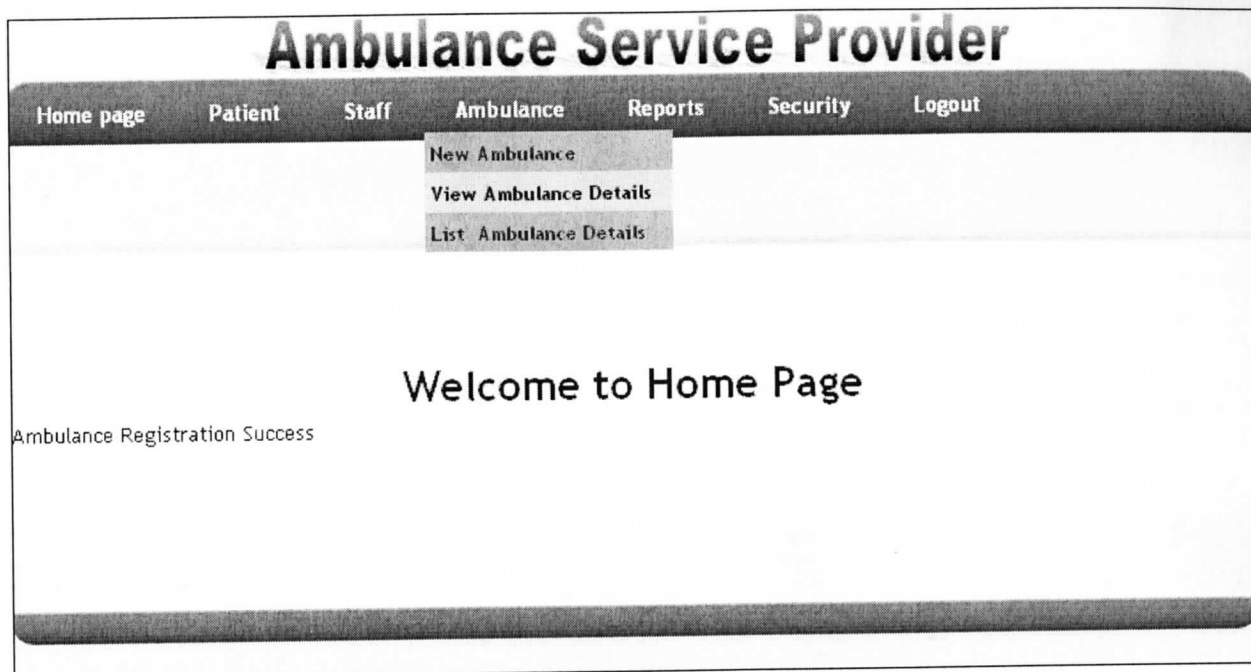 Ambulance Service Provider
Home page Patient Staff Ambulance Reports Security Logout
New Ambulance
View Ambulance Details
List Ambulance Details
Welcome to Home Page
Ambulance Registration Success